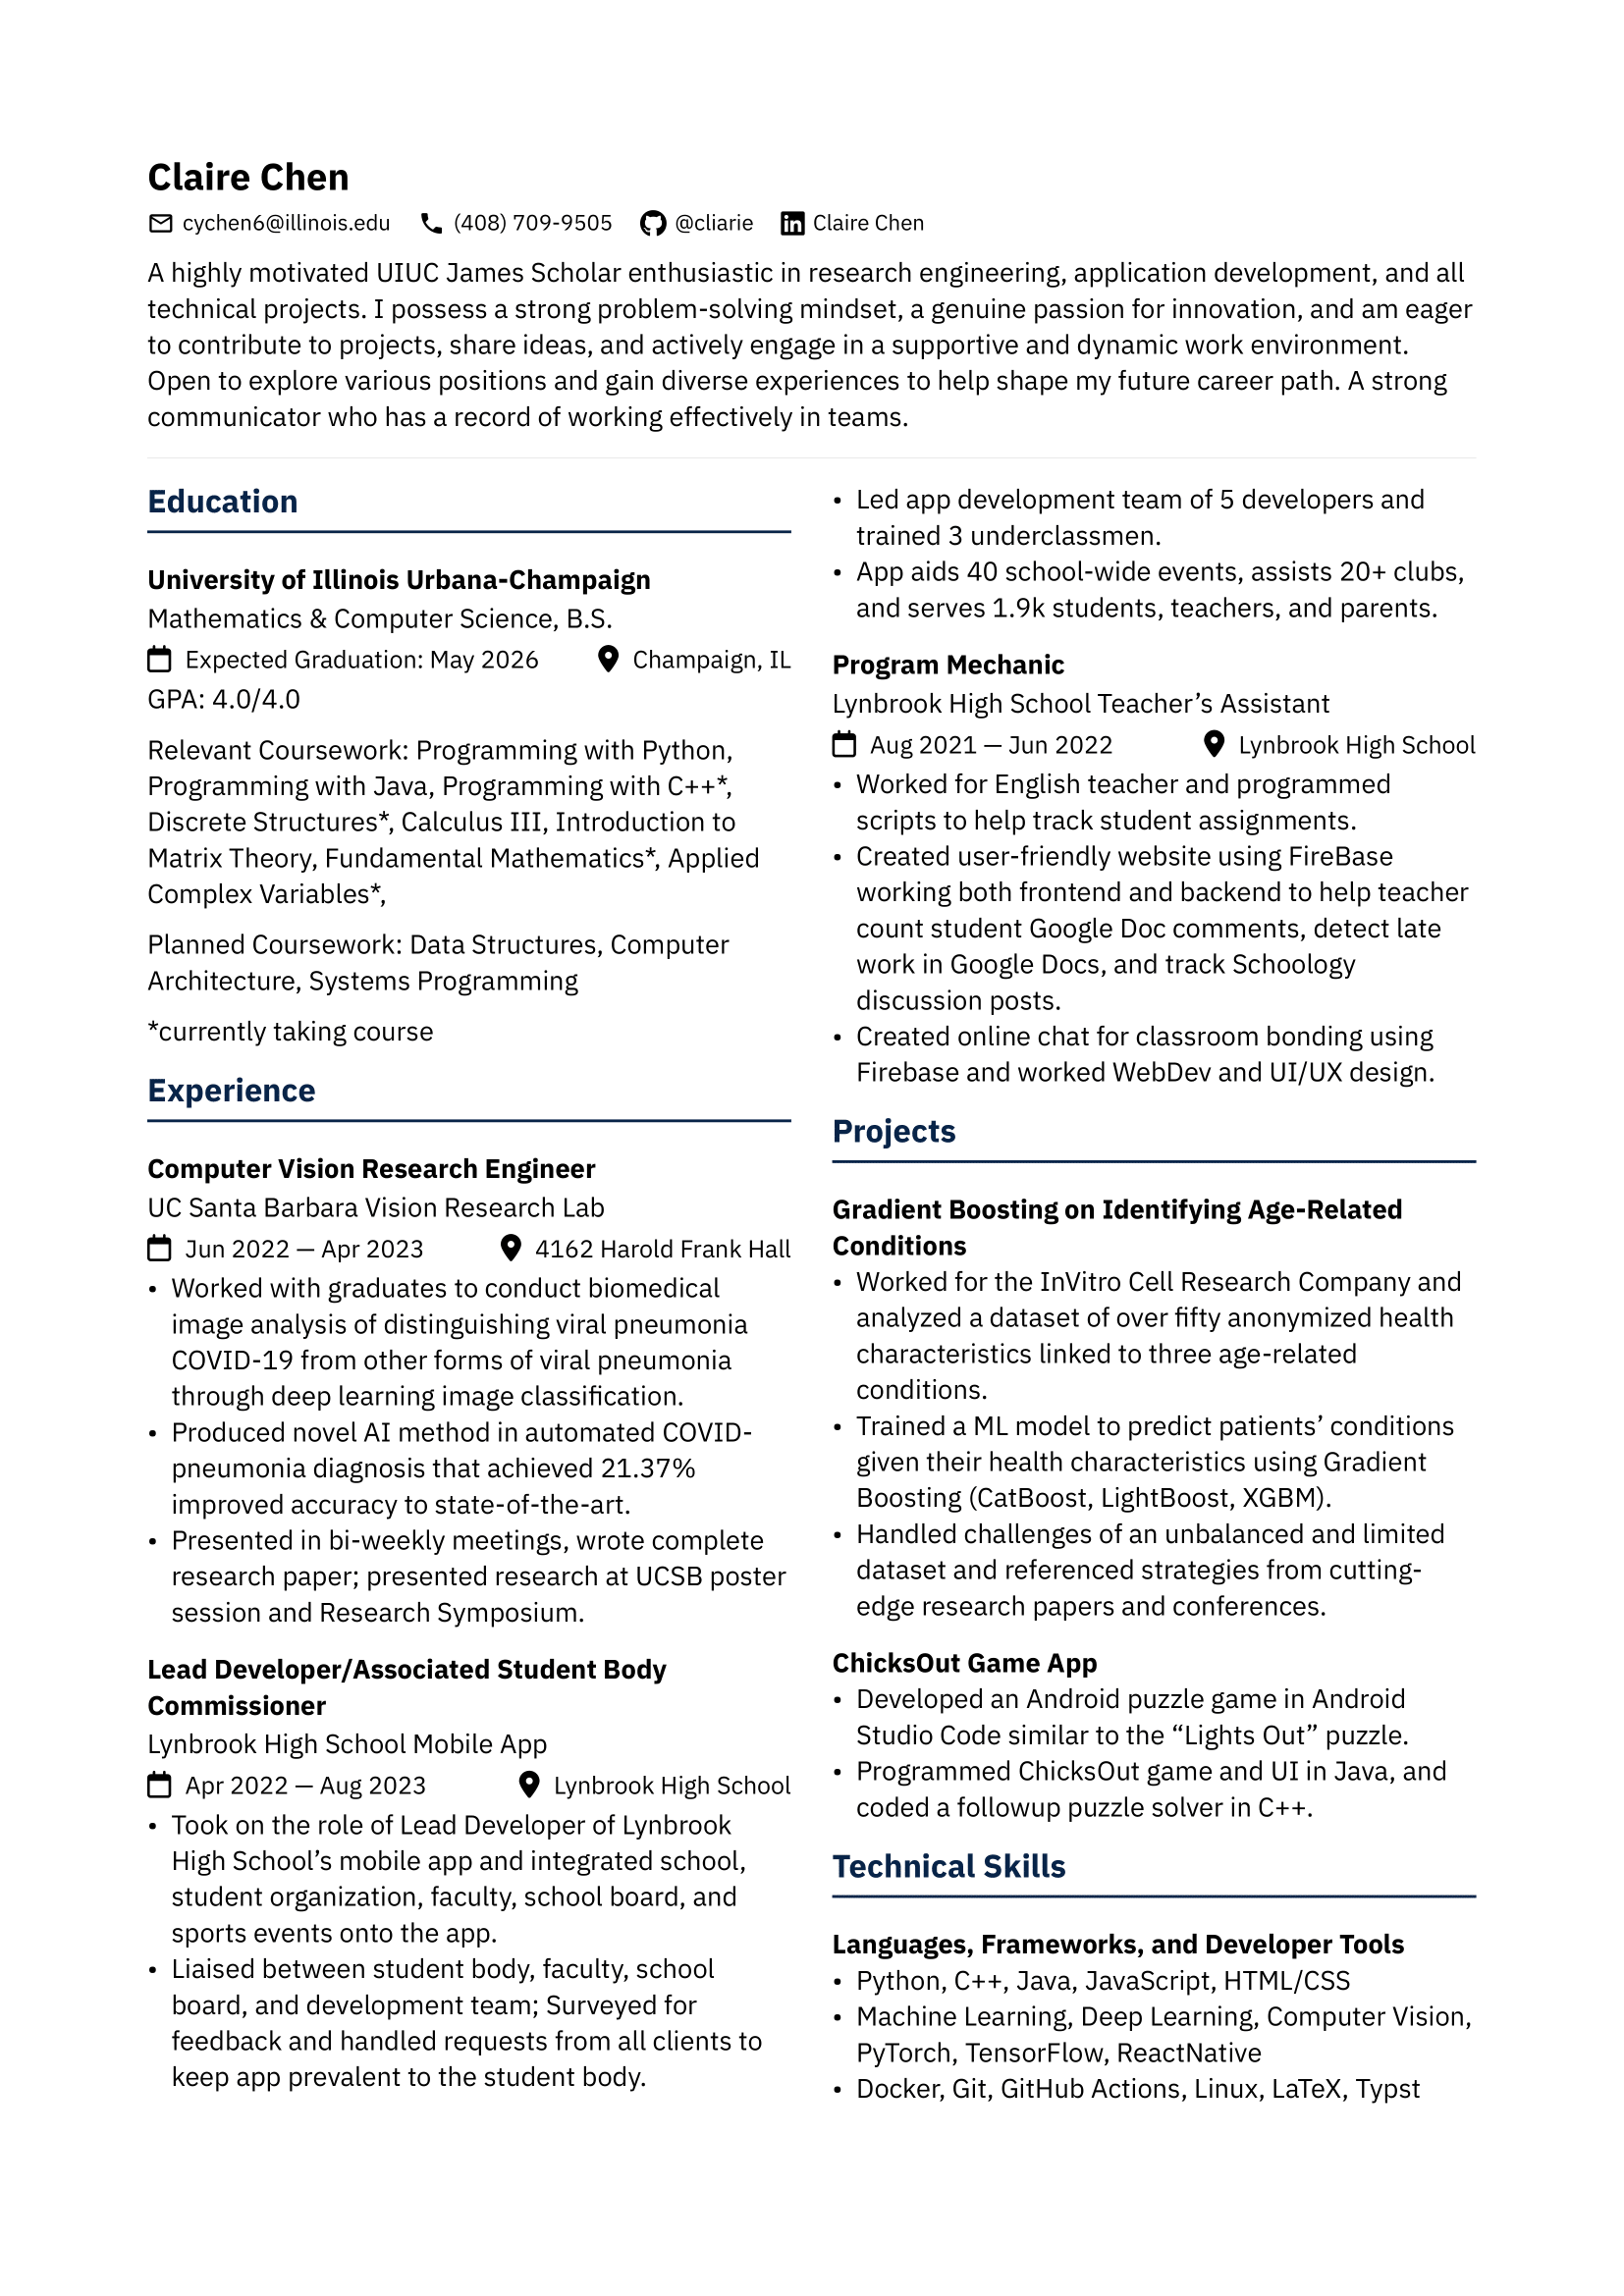 Claire Chen
cychen6@illinois.edu (408) 709-9505 @cliarie Claire Chen
A highly motivated UIUC James Scholar enthusiastic in research engineering, application development, and all
technical projects. I possess a strong problem-solving mindset, a genuine passion for innovation, and am eager
to contribute to projects, share ideas, and actively engage in a supportive and dynamic work environment.
Open to explore various positions and gain diverse experiences to help shape my future career path. A strong
communicator who has a record of working effectively in teams.
Education
University of Illinois Urbana-Champaign
Mathematics & Computer Science, B.S.
Expected Graduation: May 2026 Champaign, IL
GPA: 4.0/4.0
Relevant Coursework: Programming with Python,
Programming with Java, Programming with C++*,
Discrete Structures*, Calculus III, Introduction to
Matrix Theory, Fundamental Mathematics*, Applied
Complex Variables*,
Planned Coursework: Data Structures, Computer
Architecture, Systems Programming
*currently taking course
Experience
Computer Vision Research Engineer
UC Santa Barbara Vision Research Lab
Jun 2022 — Apr 2023 4162 Harold Frank Hall
• Worked with graduates to conduct biomedical
image analysis of distinguishing viral pneumonia
COVID-19 from other forms of viral pneumonia
through deep learning image classification.
• Produced novel AI method in automated COVID-
pneumonia diagnosis that achieved 21.37%
improved accuracy to state-of-the-art.
• Presented in bi-weekly meetings, wrote complete
research paper; presented research at UCSB poster
session and Research Symposium.
Lead Developer/Associated Student Body
Commissioner
Lynbrook High School Mobile App
Apr 2022 — Aug 2023 Lynbrook High School
• Took on the role of Lead Developer of Lynbrook
High School’s mobile app and integrated school,
student organization, faculty, school board, and
sports events onto the app.
• Liaised between student body, faculty, school
board, and development team; Surveyed for
feedback and handled requests from all clients to
keep app prevalent to the student body.
• Led app development team of 5 developers and
trained 3 underclassmen.
• App aids 40 school-wide events, assists 20+ clubs,
and serves 1.9k students, teachers, and parents.
Program Mechanic
Lynbrook High School Teacher’s Assistant
Aug 2021 — Jun 2022 Lynbrook High School
• Worked for English teacher and programmed
scripts to help track student assignments.
• Created user-friendly website using FireBase
working both frontend and backend to help teacher
count student Google Doc comments, detect late
work in Google Docs, and track Schoology
discussion posts.
• Created online chat for classroom bonding using
Firebase and worked WebDev and UI/UX design.
Projects
Gradient Boosting on Identifying Age-Related
Conditions
• Worked for the InVitro Cell Research Company and
analyzed a dataset of over fifty anonymized health
characteristics linked to three age-related
conditions.
• Trained a ML model to predict patients’ conditions
given their health characteristics using Gradient
Boosting (CatBoost, LightBoost, XGBM).
• Handled challenges of an unbalanced and limited
dataset and referenced strategies from cutting-
edge research papers and conferences.
ChicksOut Game App
• Developed an Android puzzle game in Android
Studio Code similar to the “Lights Out” puzzle.
• Programmed ChicksOut game and UI in Java, and
coded a followup puzzle solver in C++.
Technical Skills
Languages, Frameworks, and Developer Tools
• Python, C++, Java, JavaScript, HTML/CSS
• Machine Learning, Deep Learning, Computer Vision,
PyTorch, TensorFlow, ReactNative
• Docker, Git, GitHub Actions, Linux, LaTeX, Typst